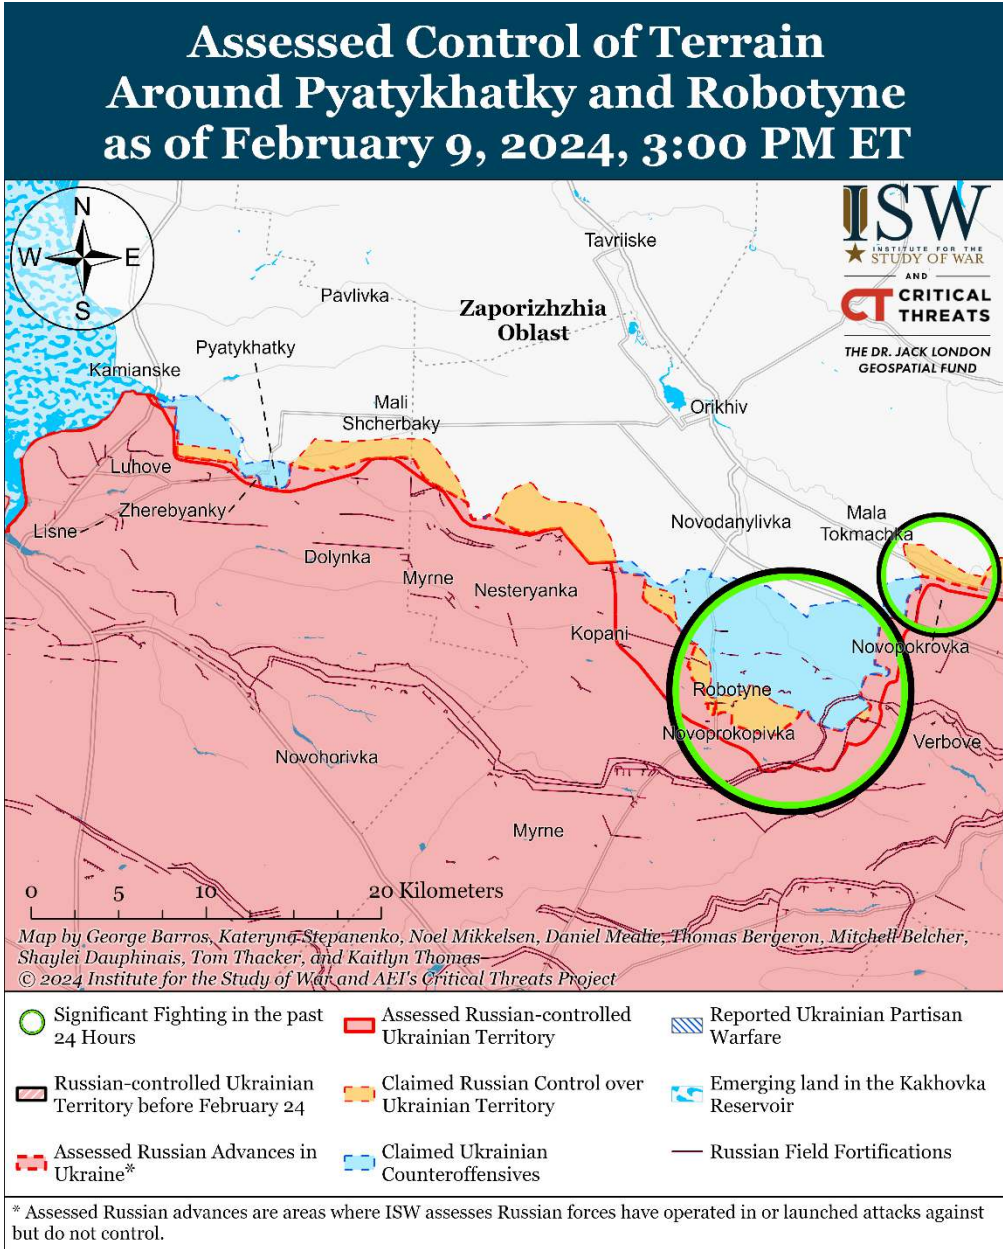 Assessed Control of Terrain
Around Pyatykhatky and Robotyne
as of February 9, 2024, 3:00 PM ET
N
W
E
S
ISW
INSTITUTE FOR THE
STUDY OF WAR
AND
CT CRITICAL
THREATS
THE DR. JACK LONDON
GEOSPATIAL FUND
Tavriiske
Pavlivka
Zaporizhzhia
Oblast
Pyatykhatky
Kamianske
Mali
Shcherbaky
Orikhiv
Luhove
Zherebyanky
Lisne
Novodanylivka
Mala
Tokmachka
Dolynka
Myrne
Nesteryanka
Kopani
Novopokrovka
Robotyne
Novoprokopivka
Verbove
Novohorivka
Myrne
0 5 10 20 Kilometers
Map by George Barros, Kateryna Stepanenko, Noel Mikkelsen, Daniel Mealie, Thomas Bergeron, Mitchell Belcher,
Shaylei Dauphinais, Tom Thacker, and Kaitlyn Thomas
© 2024 Institute for the Study of War and AEI's Critical Threats Project
Significant Fighting in the past
24 Hours
Russian-controlled Ukrainian
Territory before February 24
Assessed Russian Advances in
Ukraine*
Assessed Russian-controlled
Ukrainian Territory
Claimed Russian Control over
Ukrainian Territory
Claimed Ukrainian
Counteroffensives
Reported Ukrainian Partisan
Warfare
Emerging land in the Kakhovka
Reservoir
Russian Field Fortifications
* Assessed Russian advances are areas where ISW assesses Russian forces have operated in or launched attacks against
but do not control.